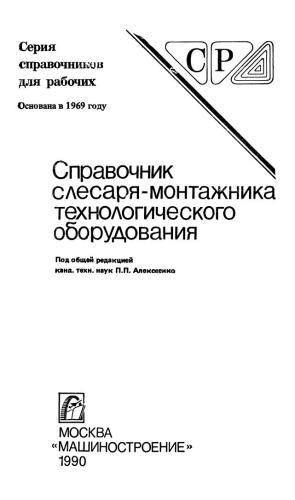 Серия
справочников
для рабочих
Основана в 1969 году
СР
Справочник
слесаря-монтажника
технологического
оборудования
Под общей редакцией
канд. техн. наук П.П. Алексеенко
МОСКВА
«МАШИНОСТРОЕНИЕ»
1990